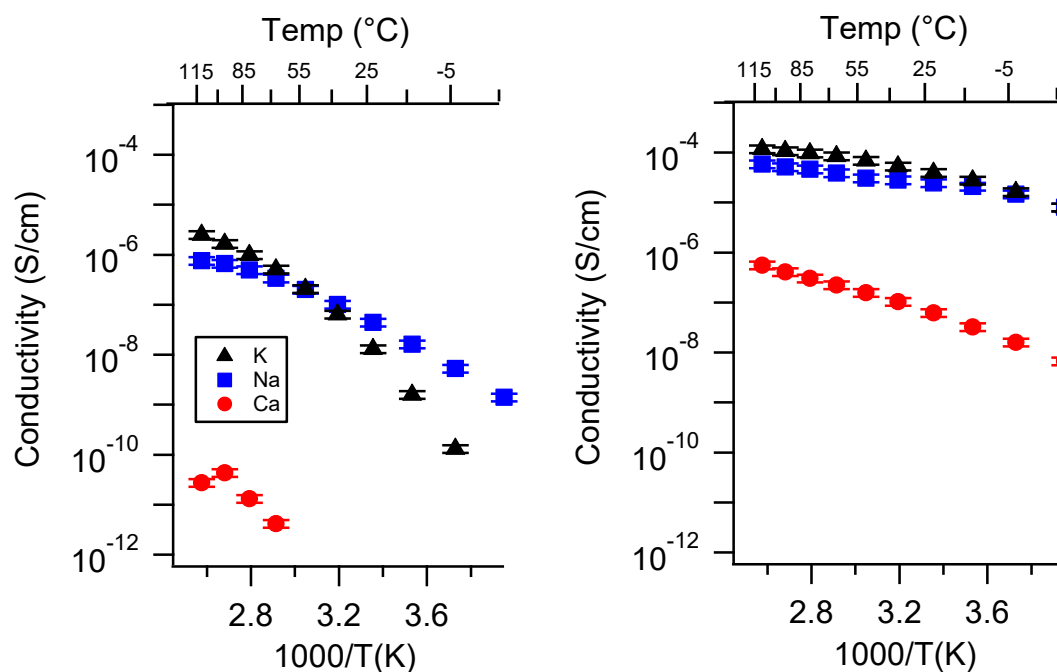 Temp (°C)
115 85 55 25 -5
Conductivity (S/cm)
10-4
10-6
10-8
10-10
10-12
K
Na
Ca
2.8 3.2 3.6
1000/T(K)
Temp (°C)
115 85 55 25 -5
Conductivity (S/cm)
10-4
10-6
10-8
10-10
10-12
2.8 3.2 3.6
1000/T(K)